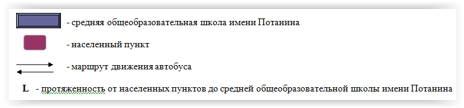 - средняя общеобразовательная школа имени Потанина
- населенный пункт
- маршрут движения автобуса
L - протяженность от населенных пунктов до средней общеобразовательной школы имени Потанина